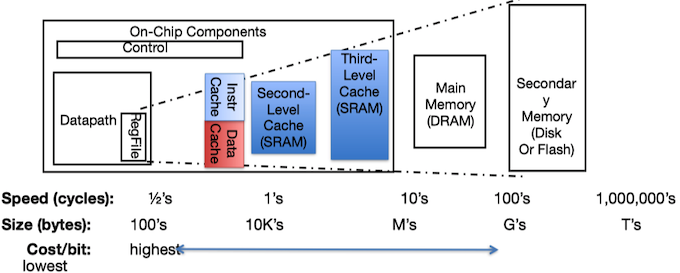 On-Chip Components
Control
Datapath
RegFile
Instr
Cache
Data
Cache
Second-
Level
Cache
(SRAM)
Third-
Level
Cache
(SRAM)
Main
Memory
(DRAM)
Secondar
y
Memory
(Disk
Or Flash)
Speed (cycles): ½'s 1's 10's 100's 1,000,000's
Size (bytes): 100's 10K's M's G's T's
Cost/bit: highest
lowest